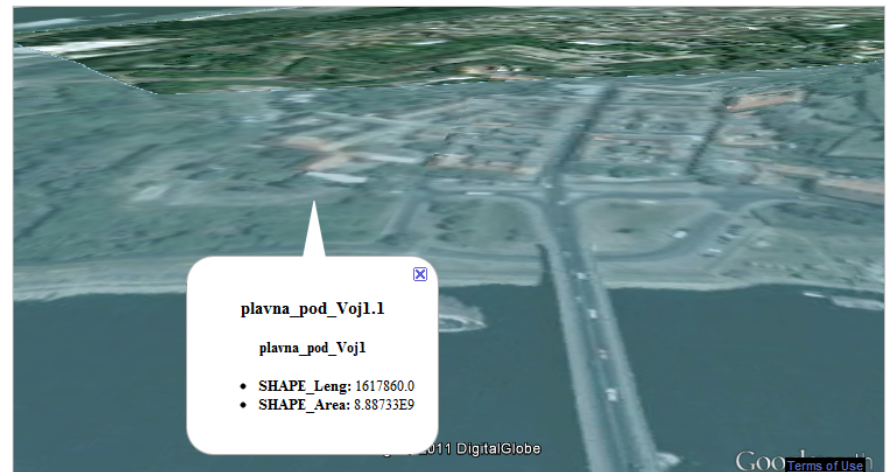 plavna_pod_Voj1.1
plavna_pod_Voj1
SHAPE_Leng: 1617860.0
SHAPE_Area: 8.88733E9
2011 DigitalGlobe
Terms of Use